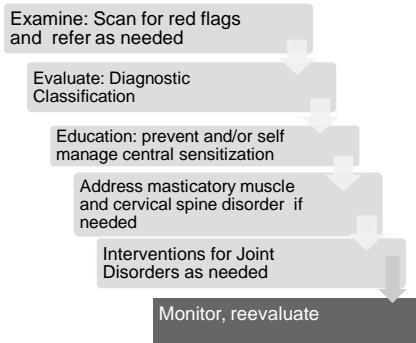 Examine: Scan for red flags
and refer as needed
Evaluate: Diagnostic
Classification
Education: prevent and/or self
manage central sensitization
Address masticatory muscle
and cervical spine disorder if
needed
Interventions for Joint
Disorders as needed
Monitor, reevaluate